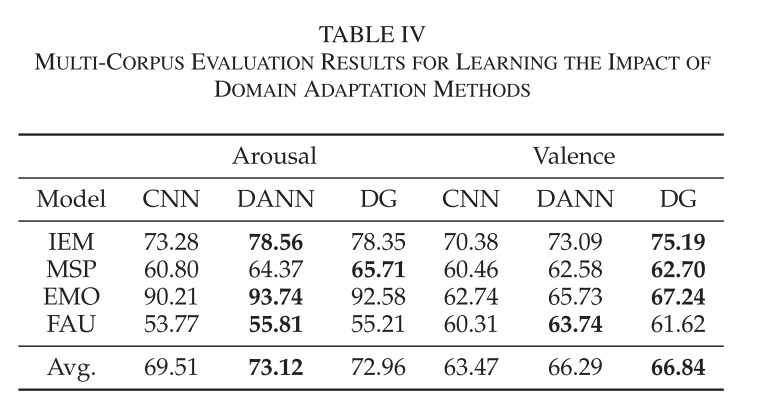 TABLE IV
MULTI-CORPUS EVALUATION RESULTS FOR LEARNING THE IMPACT OF
DOMAIN ADAPTATION METHODS
Arousal Valence
Model CNN DANN DG CNN DANN DG
IEM 73.28 78.56 78.35 70.38 73.09 75.19
MSP 60.80 64.37 65.71 60.46 62.58 62.70
EMO 90.21 93.74 92.58 62.74 65.73 67.24
FAU 53.77 55.81 55.21 60.31 63.74 61.62
Avg. 69.51 73.12 72.96 63.47 66.29 66.84